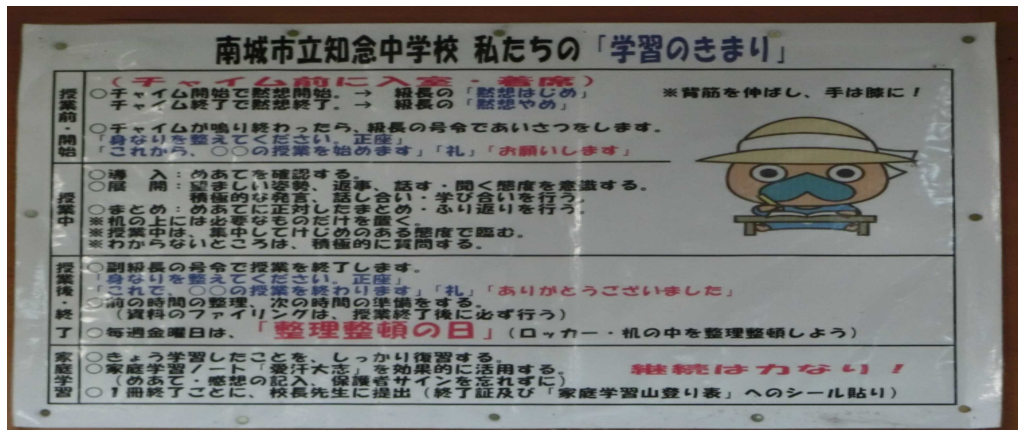 南城市立知念中学校 私たちの「学習のきまり」
授業前・開始
(チャイム前に入室・着席)
○チャイム開始で黙想開始。→ 級長の「黙想はじめ」
チャイム終了で黙想終了。→ 級長の「黙想やめ」
※背筋を伸ばし、手は膝に!
○チャイムが鳴り終わったら、級長の号令であいさつをします。
「身なりを整えてください。正座」
「これから、○○の授業を始めます」「礼」「お願いします」
授業中
○導 入:めあてを確認する。
○展 開:望ましい姿勢、返事、話す・聞く態度を意識する。
積極的な発言、話し合い・学び合いを行う。
○まとめ:めあてに正対したまとめ・ふり返りを行う。
※机の上には必要なものだけを置く。
※授業中は、集中してけじめのある態度で臨む。
※わからないところは、積極的に質問する。
授業後・終了
○副級長の号令で授業を終了します。
「身なりを整えてください。正座」
「これで、○○の授業を終わります」「礼」「ありがとうございました」
○前の時間の整理、次の時間の準備をする。
(資料のファイリングは、授業終了後に必ず行う)
○毎週金曜日は、「整理整頓の日」(ロッカー・机の中を整理整頓しよう)
家庭学習
○きょう学習したことを、しっかり復習する。
○家庭学習ノート「愛汗大志」を効果的に活用する。
(めあて・感想の記入、保護者サインを忘れずに)
継続は力なり!
○1冊終了ごとに、校長先生に提出(終了証及び「家庭学習山登り表」へのシール貼り)